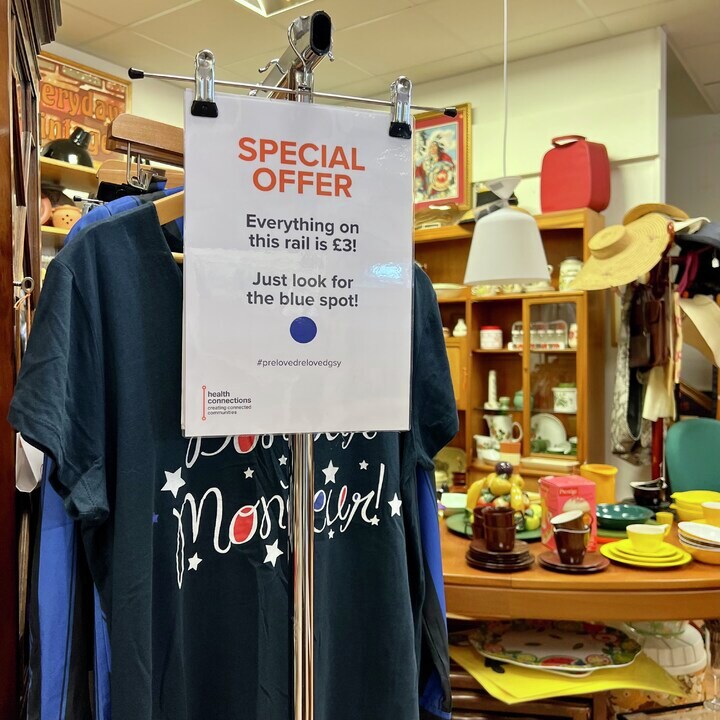 SPECIAL
OFFER
Everything on
this rail is £3!
Just look for
the blue spot!
#prelovedrelovedgsy
health
connections
creating connected
communities
Monsieur!